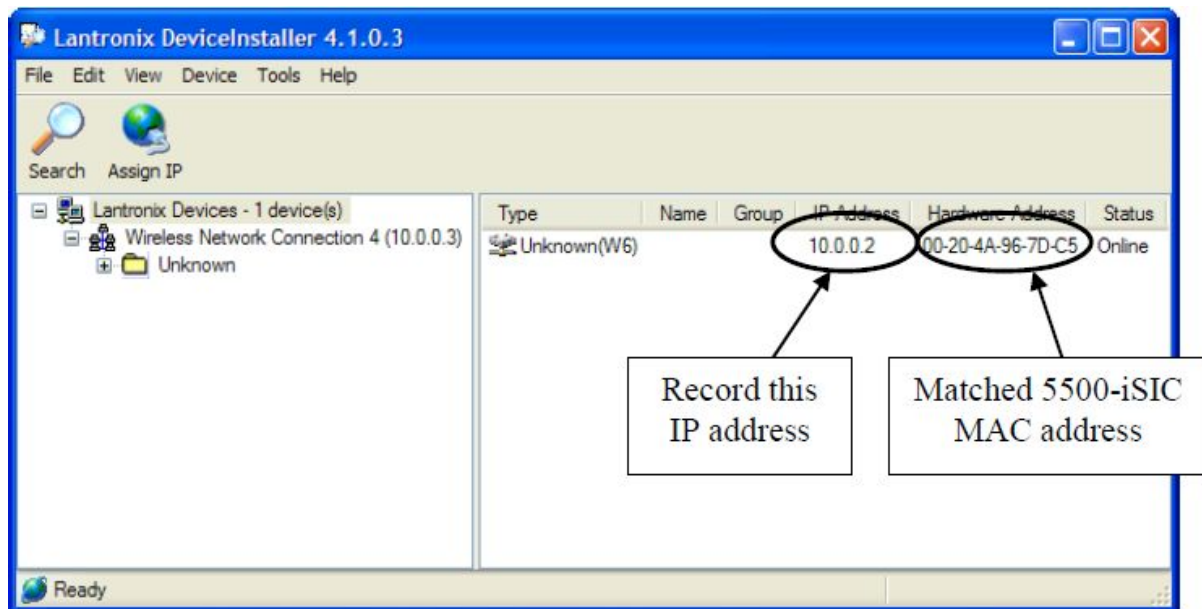 Lantronix DeviceInstaller 4.1.0.3
File Edit View Device Tools Help
Search Assign IP
Lantronix Devices - 1 device(s)
Wireless Network Connection 4 (10.0.0.3)
Unknown
Type Name Group IP Address Hardware Address Status
Unknown(W6) 10.0.0.2 00-20-4A-96-7D-C5 Online
Record this
IP address
Matched 5500-iSIC
MAC address
Ready